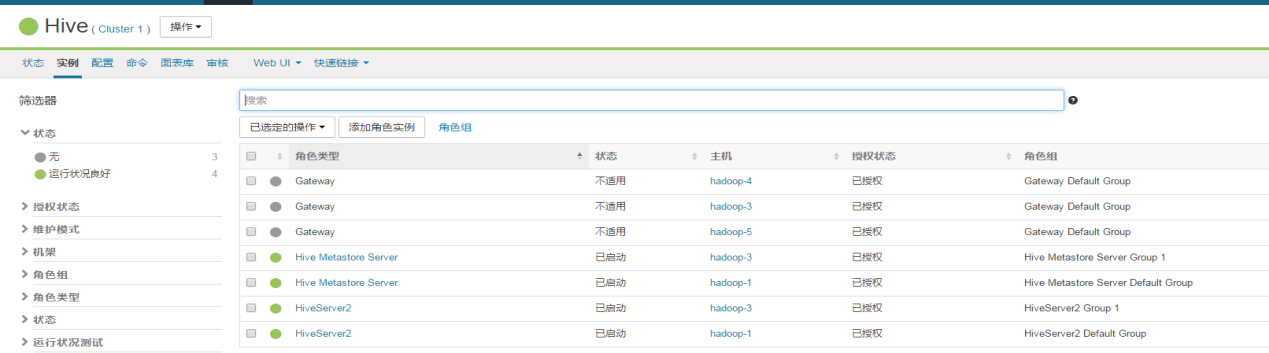 Hive ( Cluster 1 ) 操作
状态 实例 配置 命令 图表库 审核 Web UI 快速链接
筛选器
状态
无 3
运行状况良好 4
授权状态
维护模式
机架
角色组
角色类型
状态
运行状况测试
搜索
已选定的操作 添加角色实例 角色组
角色类型 状态 主机 授权状态 角色组
Gateway 不适用 hadoop-4 已授权 Gateway Default Group
Gateway 不适用 hadoop-3 已授权 Gateway Default Group
Gateway 不适用 hadoop-5 已授权 Gateway Default Group
Hive Metastore Server 已启动 hadoop-3 已授权 Hive Metastore Server Group 1
Hive Metastore Server 已启动 hadoop-1 已授权 Hive Metastore Server Default Group
HiveServer2 已启动 hadoop-3 已授权 HiveServer2 Group 1
HiveServer2 已启动 hadoop-1 已授权 HiveServer2 Default Group